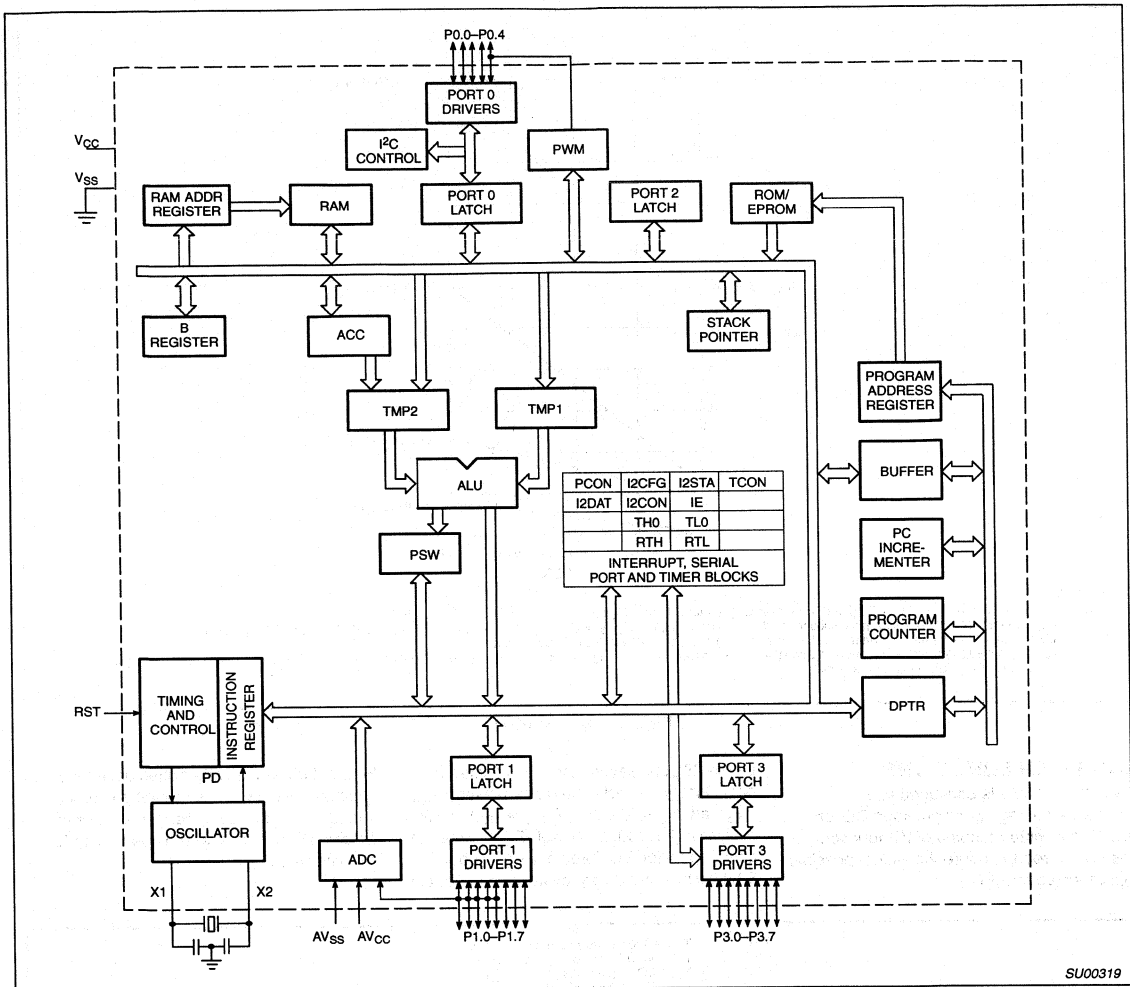 P0.0–P0.4
PORT 0
DRIVERS
VCC
I²C
CONTROL
PWM
VSS
RAM ADDR
REGISTER
RAM
PORT 0
LATCH
PORT 2
LATCH
ROM/
EPROM
B
REGISTER
ACC
STACK
POINTER
TMP2
TMP1
PROGRAM
ADDRESS
REGISTER
ALU
BUFFER
PCON I2CFG I2STA TCON
I2DAT I2CON IE
TH0 TL0
RTH RTL
INTERRUPT, SERIAL
PORT AND TIMER BLOCKS
PSW
PC
INCRE-
MENTER
PROGRAM
COUNTER
RST
TIMING
AND
CONTROL
INSTRUCTION
REGISTER
DPTR
PD
PORT 1
LATCH
PORT 3
LATCH
OSCILLATOR
ADC
PORT 1
DRIVERS
PORT 3
DRIVERS
X1
X2
AVSS
AVCC
P1.0–P1.7
P3.0–P3.7
SU00319